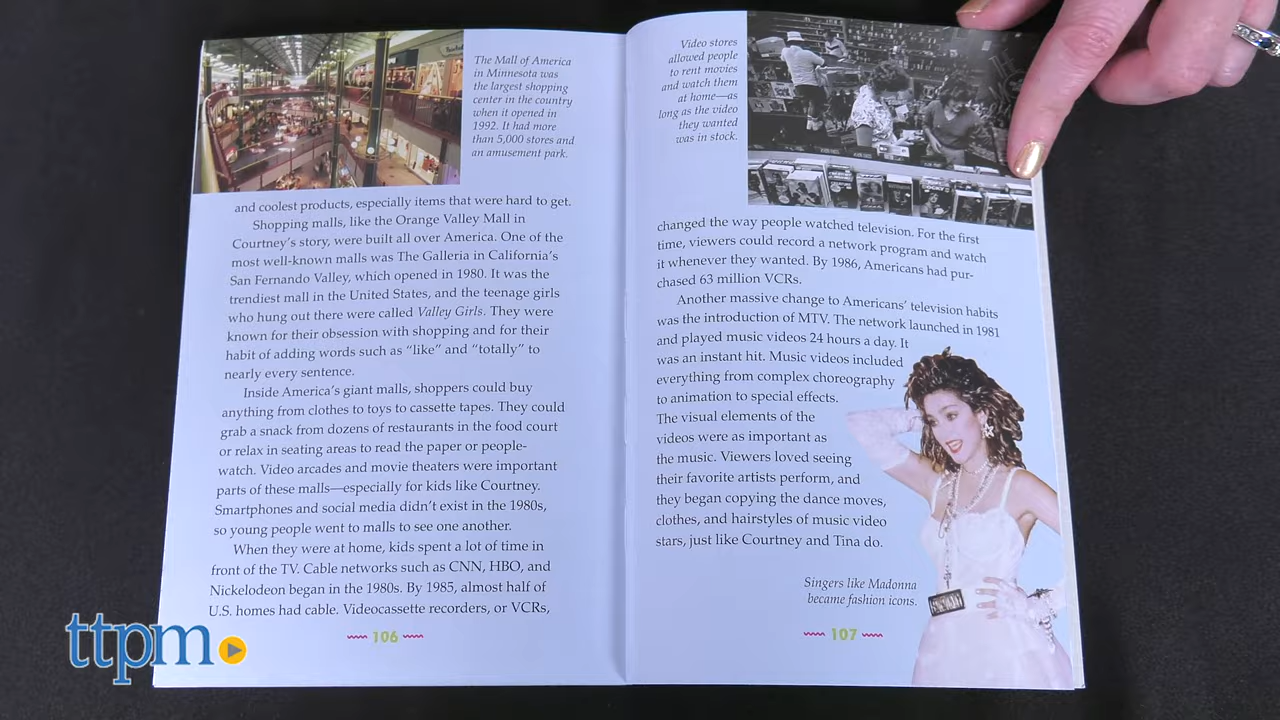 The Mall of America
in Minnesota was
the largest shopping
center in the country
when it opened in
1992. It had more
than 5,000 stores and
an amusement park.
and coolest products, especially items that were hard to get.
Shopping malls, like the Orange Valley Mall in
Courtney's story, were built all over America. One of the
most well-known malls was The Galleria in California's
San Fernando Valley, which opened in 1980. It was the
trendiest mall in the United States, and the teenage girls
who hung out there were called Valley Girls. They were
known for their obsession with shopping and for their
habit of adding words such as "like" and "totally" to
nearly every sentence.
Inside America's giant malls, shoppers could buy
anything from clothes to toys to cassette tapes. They could
grab a snack from dozens of restaurants in the food court
or relax in seating areas to read the paper or people-
watch. Video arcades and movie theaters were important
parts of these malls—especially for kids like Courtney.
Smartphones and social media didn't exist in the 1980s,
so young people went to malls to see one another.
When they were at home, kids spent a lot of time in
front of the TV. Cable networks such as CNN, HBO, and
Nickelodeon began in the 1980s. By 1985, almost half of
U.S. homes had cable. Videocassette recorders, or VCRs,
106
Video stores
allowed people
to rent movies
and watch them
at home—as
long as the video
they wanted
was in stock.
changed the way people watched television. For the first
time, viewers could record a network program and watch
it whenever they wanted. By 1986, Americans had pur-
chased 63 million VCRs.
Another massive change to Americans' television habits
was the introduction of MTV. The network launched in 1981
and played music videos 24 hours a day. It
was an instant hit. Music videos included
everything from complex choreography
to animation to special effects.
The visual elements of the
videos were as important as
the music. Viewers loved seeing
their favorite artists perform, and
they began copying the dance moves,
clothes, and hairstyles of music video
stars, just like Courtney and Tina do.
Singers like Madonna
became fashion icons.
107
ttpm